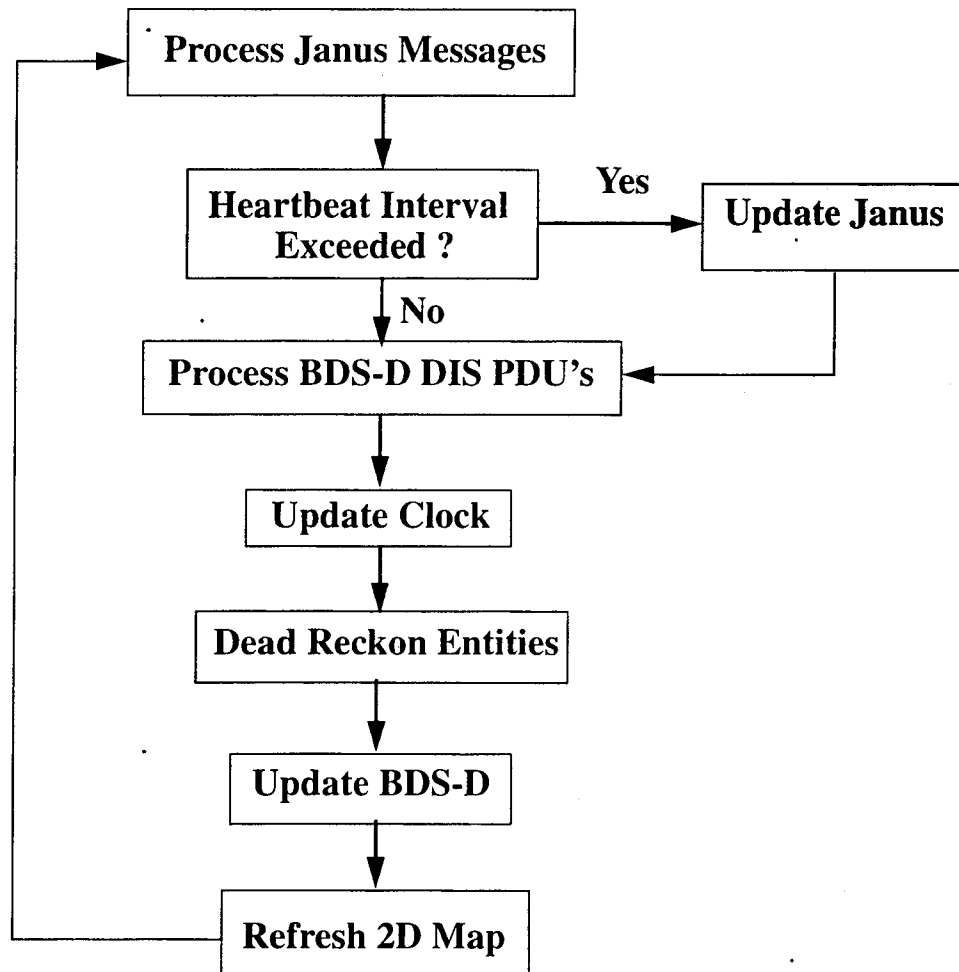 Process Janus Messages
Heartbeat Interval
Exceeded ?
Yes
Update Janus
No
Process BDS-D DIS PDU's
Update Clock
Dead Reckon Entities
Update BDS-D
Refresh 2D Map